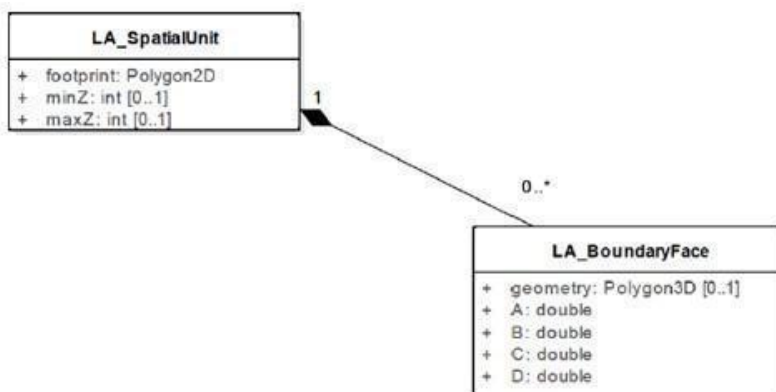 LA_SpatialUnit
+ footprint: Polygon2D
+ minZ: int [0..1]
+ maxZ: int [0..1]
1
0..*
LA_BoundaryFace
+ geometry: Polygon3D [0..1]
+ A: double
+ B: double
+ C: double
+ D: double